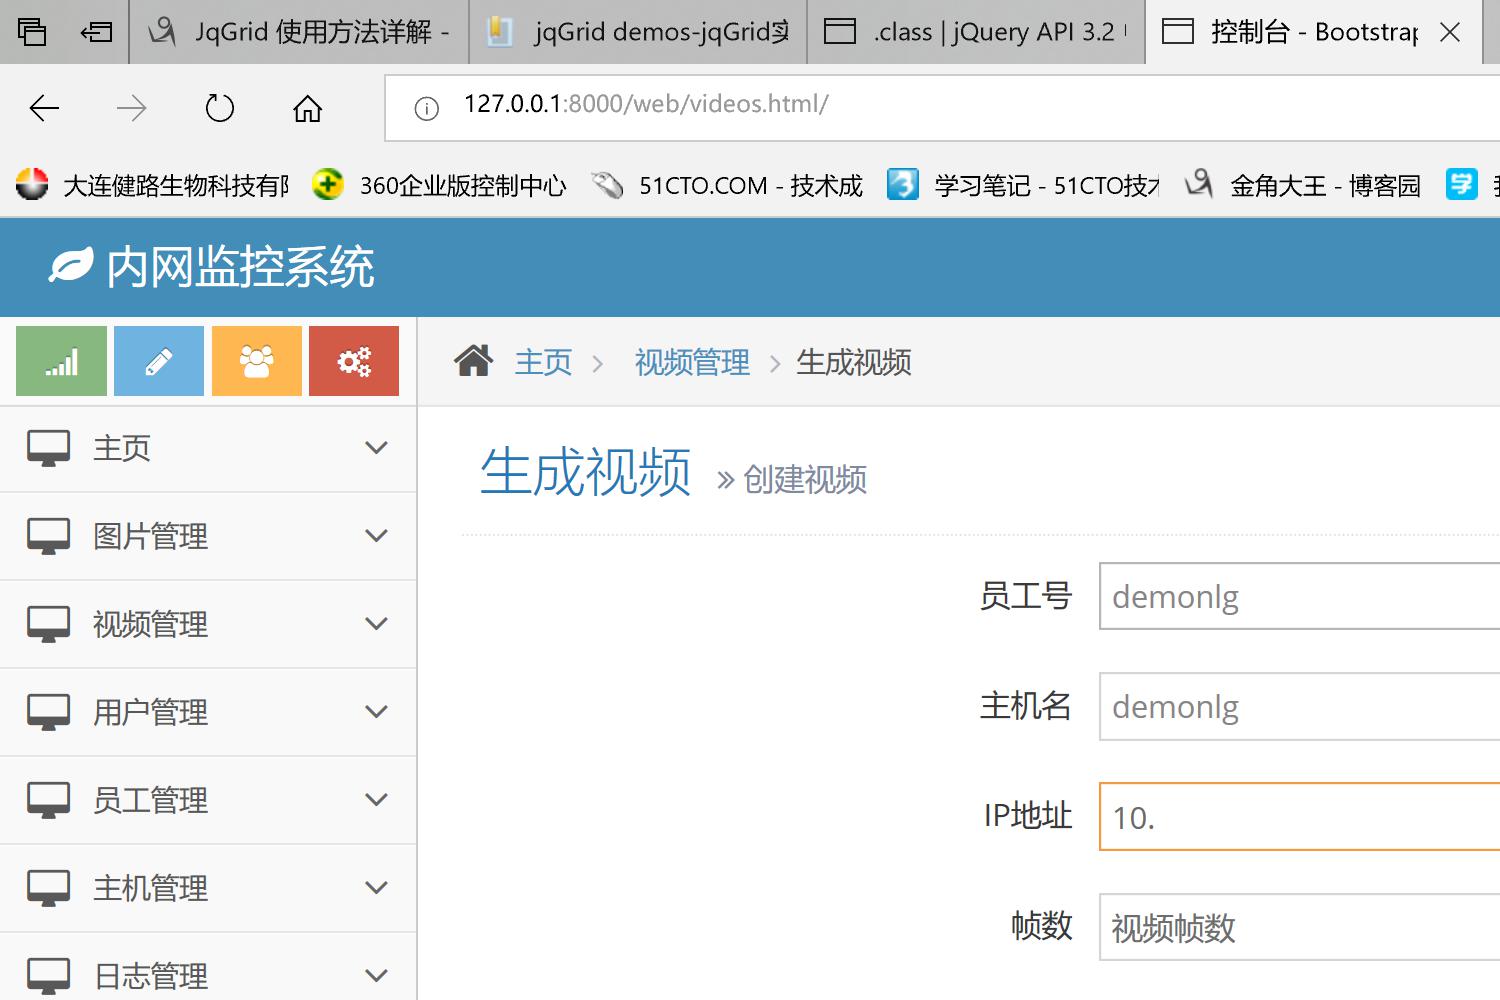 JqGrid 使用方法详解 -
jqGrid demos-jqGrid实
.class | jQuery API 3.2
控制台 - Bootstrap
127.0.0.1:8000/web/videos.html/
大连健路生物科技有限
360企业版控制中心
51CTO.COM - 技术成
学习笔记 - 51CTO技术
金角大王 - 博客园
学
内网监控系统
主页
视频管理
生成视频
主页
图片管理
视频管理
用户管理
员工管理
主机管理
日志管理
生成视频 » 创建视频
员工号 demonlg
主机名 demonlg
IP地址 10.
帧数 视频帧数